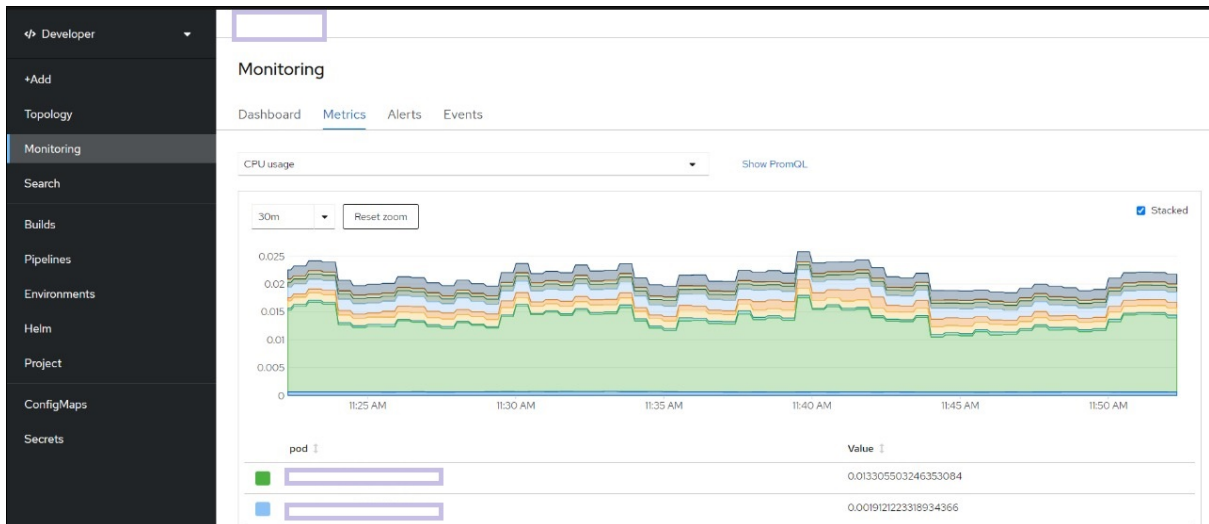 Developer
+Add
Topology
Monitoring
Search
Builds
Pipelines
Environments
Helm
Project
ConfigMaps
Secrets
Monitoring
Dashboard Metrics Alerts Events
CPU usage Show PromQL
30m Reset zoom Stacked
0.025
0.02
0.015
0.01
0.005
0
11:25 AM 11:30 AM 11:35 AM 11:40 AM 11:45 AM 11:50 AM
pod Value
0.013305503246353084
0.0019121223318934366